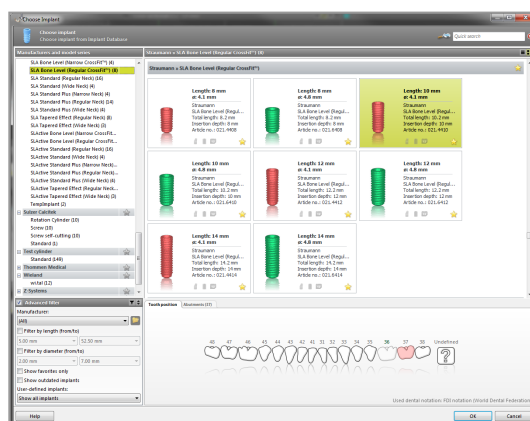 Choose Implant
Choose implant
Choose implant from Implant Database
Quick search
Manufacturers and model series
SLA Bone Level (Narrow CrossFit™) (4)
SLA Bone Level (Regular CrossFit™) (8)
SLA Standard (Regular Neck) (16)
SLA Standard (Wide Neck) (4)
SLA Standard Plus (Narrow Neck) (4)
SLA Standard Plus (Regular Neck) (14)
SLA Standard Plus (Wide Neck) (4)
SLA Tapered Effect (Regular Neck) (8)
SLA Tapered Effect (Wide Neck) (3)
SLActive Bone Level (Narrow CrossFit...
SLActive Bone Level (Regular CrossFit...
SLActive Standard (Regular Neck) (16)
SLActive Standard (Wide Neck) (4)
SLActive Standard Plus (Narrow Neck)...
SLActive Standard Plus (Regular Neck)...
SLActive Standard Plus (Wide Neck) (4)
SLActive Tapered Effect (Regular Neck...
SLActive Tapered Effect (Wide Neck) (3)
TempImplant (2)
Sulzer Calcitek
Rotation Cylinder (10)
Screw (10)
Screw self-cutting (10)
Standard (1)
Test cylinder
Standard (149)
Thommen Medical
Wieland
wi.tal (12)
Z-Systems
Advanced filter
Manufacturer:
(All)
Filter by length (from/to)
5.00 mm
52.50 mm
Filter by diameter (from/to)
2.00 mm
7.00 mm
Show favorites only
Show outdated implants
User-defined implants:
Show all implants
Straumann » SLA Bone Level (Regular CrossFit™) (8)
Straumann » SLA Bone Level (Regular CrossFit™)
Length: 8 mm
ø: 4.1 mm
Straumann
SLA Bone Level (Regul...
Total length: 8.2 mm
Insertion depth: 8 mm
Article no.: 021.4408
Length: 8 mm
ø: 4.8 mm
Straumann
SLA Bone Level (Regul...
Total length: 8.2 mm
Insertion depth: 8 mm
Article no.: 021.6408
Length: 10 mm
ø: 4.1 mm
Straumann
SLA Bone Level (Regul...
Total length: 10.2 mm
Insertion depth: 10 mm
Article no.: 021.4410
Length: 10 mm
ø: 4.8 mm
Straumann
SLA Bone Level (Regul...
Total length: 10.2 mm
Insertion depth: 10 mm
Article no.: 021.6410
Length: 12 mm
ø: 4.1 mm
Straumann
SLA Bone Level (Regul...
Total length: 12.2 mm
Insertion depth: 12 mm
Article no.: 021.4412
Length: 12 mm
ø: 4.8 mm
Straumann
SLA Bone Level (Regul...
Total length: 12.2 mm
Insertion depth: 12 mm
Article no.: 021.6412
Length: 14 mm
ø: 4.1 mm
Straumann
SLA Bone Level (Regul...
Total length: 14.2 mm
Insertion depth: 14 mm
Article no.: 021.4414
Length: 14 mm
ø: 4.8 mm
Straumann
SLA Bone Level (Regul...
Total length: 14.2 mm
Insertion depth: 14 mm
Article no.: 021.6414
Tooth position
Abutments (37)
48 47 46 45 44 43 42 41 31 32 33 34 35 36 37 38 Undefined
?
Used dental notation: FDI notation (World Dental Federation)
Help
OK
Cancel